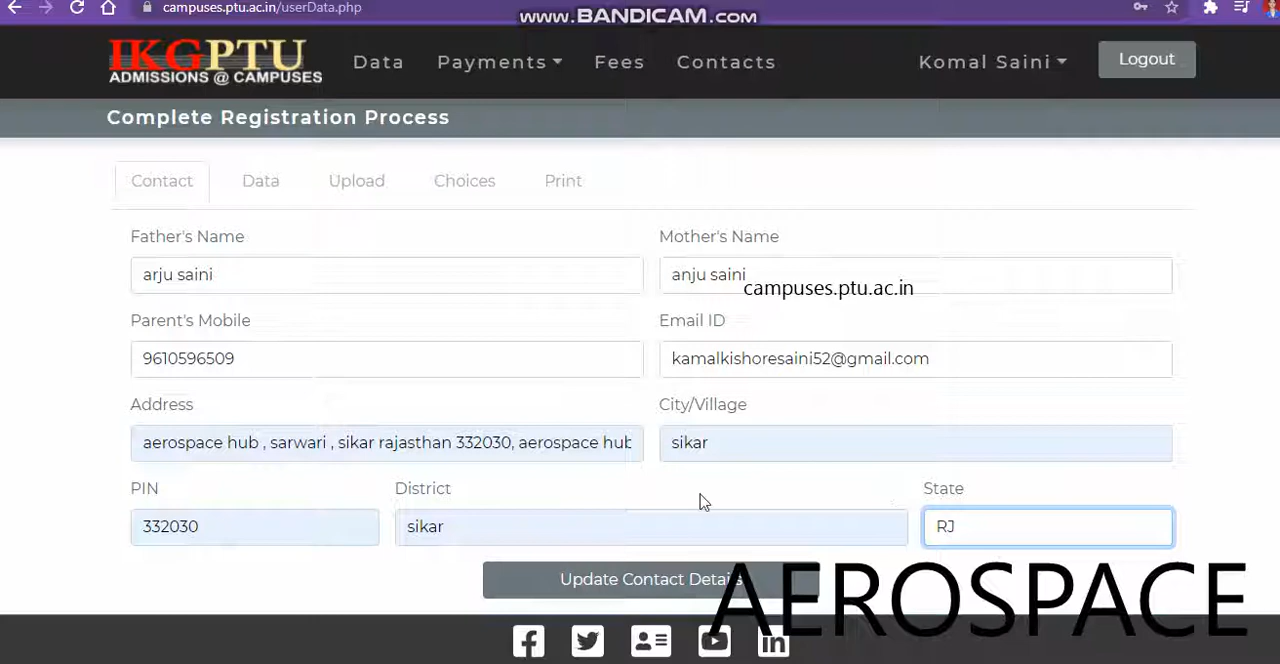 campuses.ptu.ac.in/userData.php
www.BANDICAM.com
IKGPTU
ADMISSIONS @ CAMPUSES
Data Payments Fees Contacts Komal Saini Logout
Complete Registration Process
Contact Data Upload Choices Print
Father's Name Mother's Name
arju saini anju saini
campuses.ptu.ac.in
Parent's Mobile Email ID
9610596509 kamalkishoresaini52@gmail.com
Address City/Village
aerospace hub , sarwari , sikar rajasthan 332030, aerospace hub sikar
PIN District State
332030 sikar RJ
Update Contact Details
AEROSPACE
in